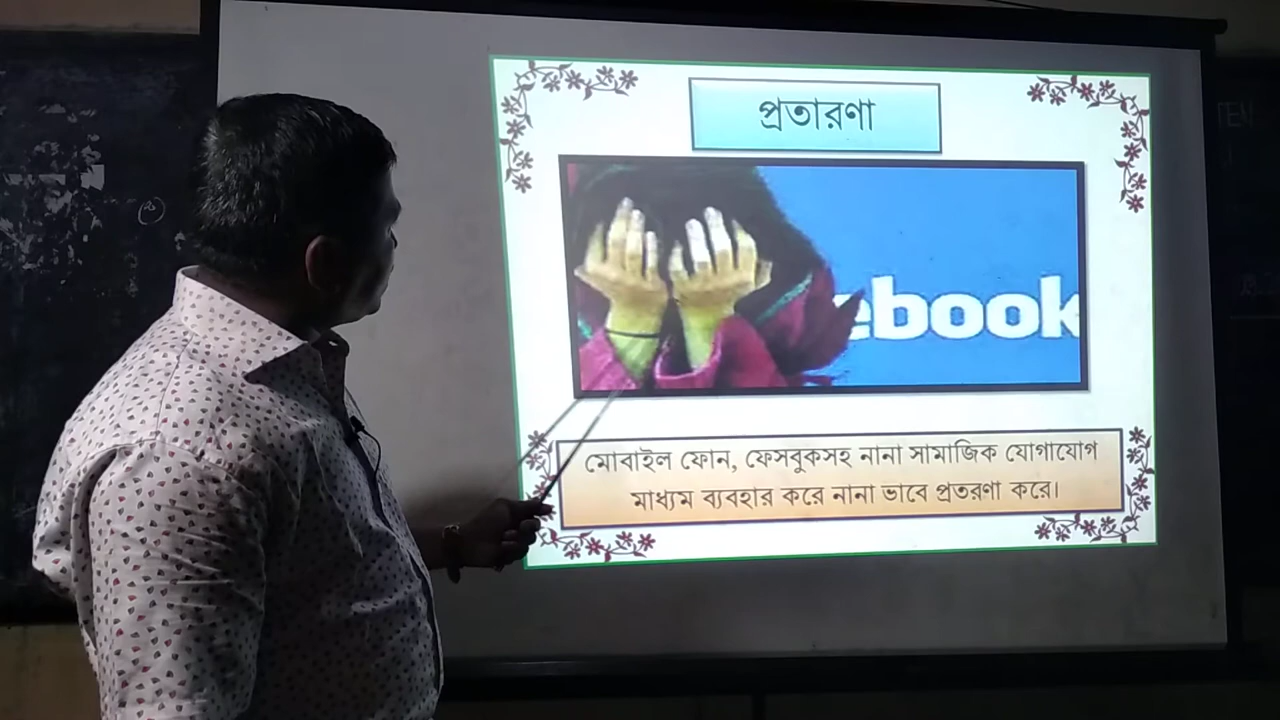 প্রতারণা
ebook
মোবাইল ফোন, ফেসবুকসহ নানা সামাজিক যোগাযোগ
মাধ্যম ব্যবহার করে নানা ভাবে প্রতরণা করে।